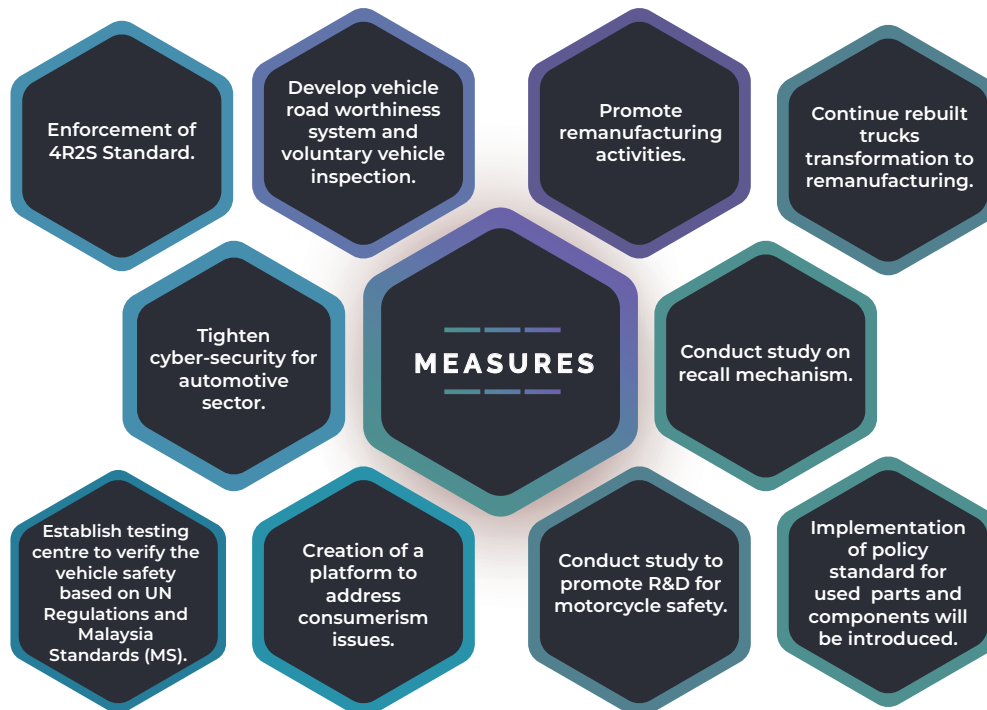 Enforcement of
4R2S Standard.
Develop vehicle
road worthiness
system and
voluntary vehicle
inspection.
Promote
remanufacturing
activities.
Continue rebuilt
trucks
transformation to
remanufacturing.
Tighten
cyber-security for
automotive
sector.
MEASURES
Conduct study on
recall mechanism.
Establish testing
centre to verify the
vehicle safety
based on UN
Regulations and
Malaysia
Standards (MS).
Creation of a
platform to
address
consumerism
issues.
Conduct study to
promote R&D for
motorcycle safety.
Implementation
of policy
standard for
used parts and
components will
be introduced.